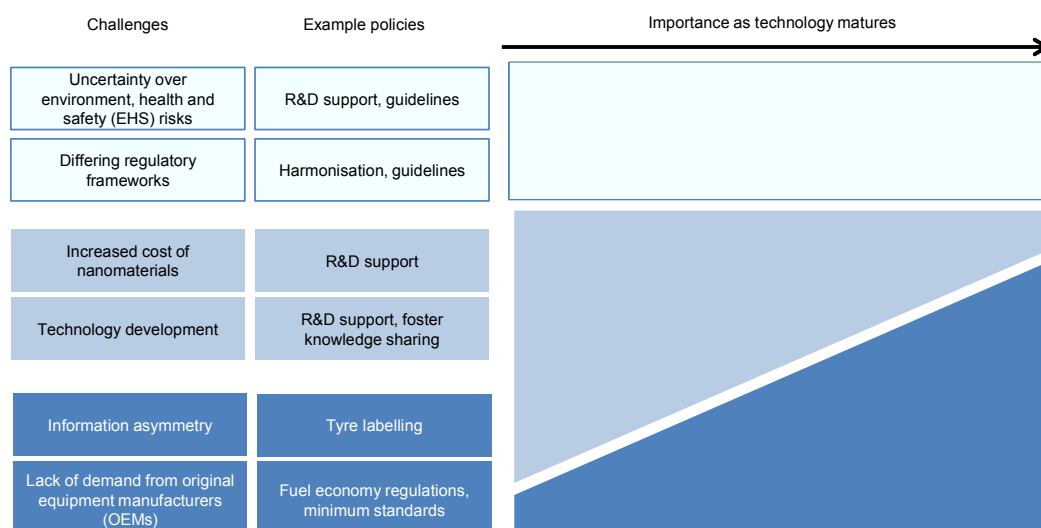 Challenges
Example policies
Importance as technology matures
Uncertainty over
environment, health and
safety (EHS) risks
R&D support, guidelines
Differing regulatory
frameworks
Harmonisation, guidelines
Increased cost of
nanomaterials
R&D support
Technology development
R&D support, foster
knowledge sharing
Information asymmetry
Tyre labelling
Lack of demand from original
equipment manufacturers
(OEMs)
Fuel economy regulations,
minimum standards